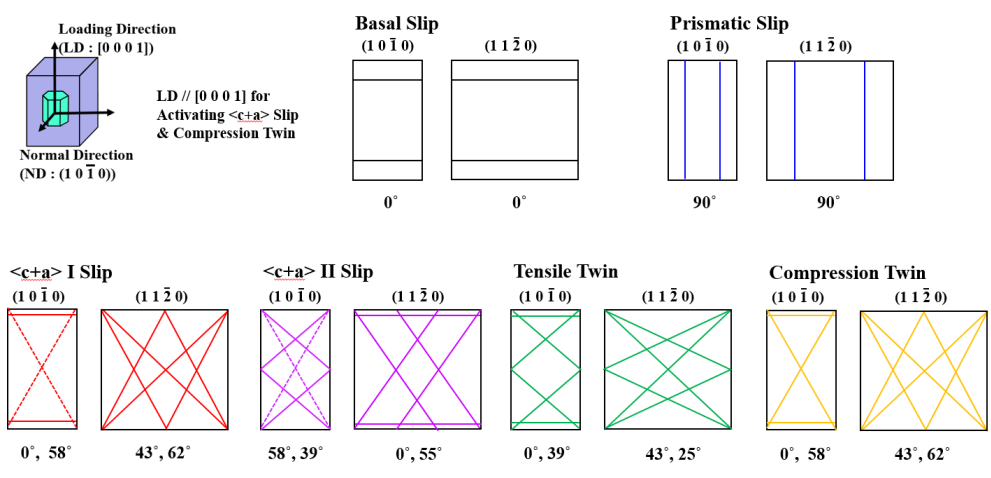 Loading Direction
(LD : [0 0 0 1])
LD // [0 0 0 1] for
Activating <c+a> Slip
& Compression Twin
Normal Direction
(ND : (1 0 1̅ 0))
Basal Slip
(1 0 1̅ 0)
(1 1 2̅ 0)
0˚
0˚
Prismatic Slip
(1 0 1̅ 0)
(1 1 2̅ 0)
90˚
90˚
<c+a> I Slip
(1 0 1̅ 0)
(1 1 2̅ 0)
0˚, 58˚
43˚, 62˚
<c+a> II Slip
(1 0 1̅ 0)
(1 1 2̅ 0)
58˚, 39˚
0˚, 55˚
Tensile Twin
(1 0 1̅ 0)
(1 1 2̅ 0)
0˚, 39˚
43˚, 25˚
Compression Twin
(1 0 1̅ 0)
(1 1 2̅ 0)
0˚, 58˚
43˚, 62˚